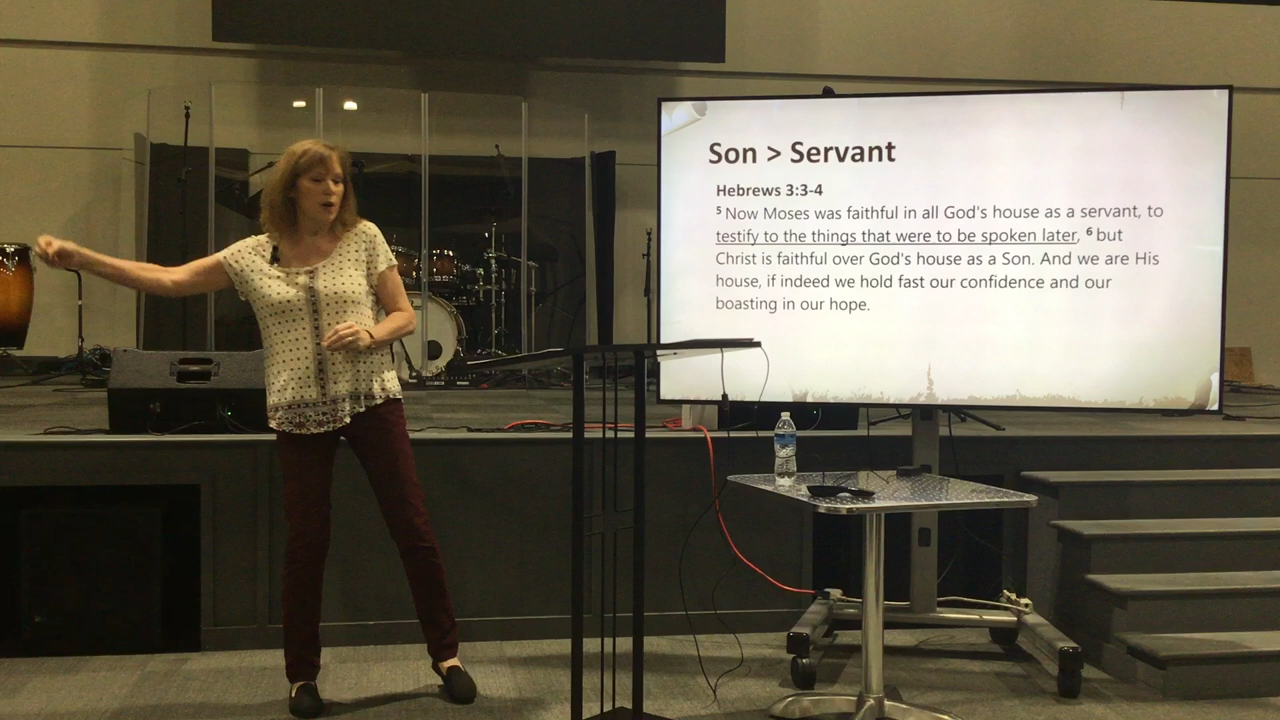 Son > Servant
Hebrews 3:3-4
⁵ Now Moses was faithful in all God's house as a servant, to
testify to the things that were to be spoken later, ⁶ but
Christ is faithful over God's house as a Son. And we are His
house, if indeed we hold fast our confidence and our
boasting in our hope.